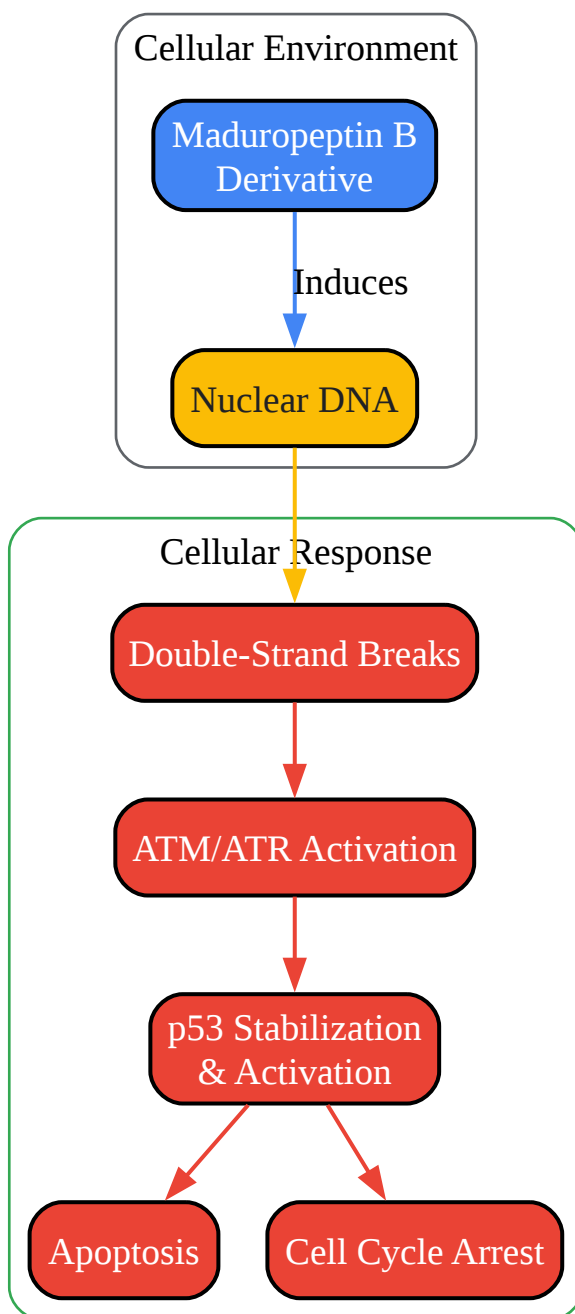 Cellular Environment
Maduropeptin B
Derivative
Induces
Nuclear DNA
Cellular Response
Double-Strand Breaks
ATM/ATR Activation
p53 Stabilization
& Activation
Apoptosis
Cell Cycle Arrest